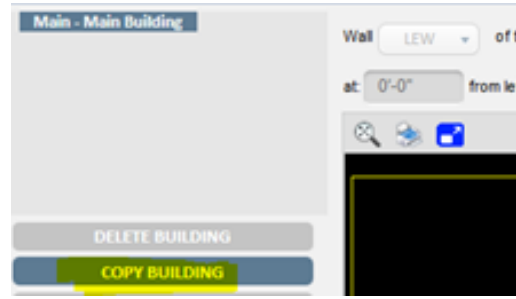 Main - Main Building
Wall LEW of
at: 0'-0" from le
DELETE BUILDING
COPY BUILDING